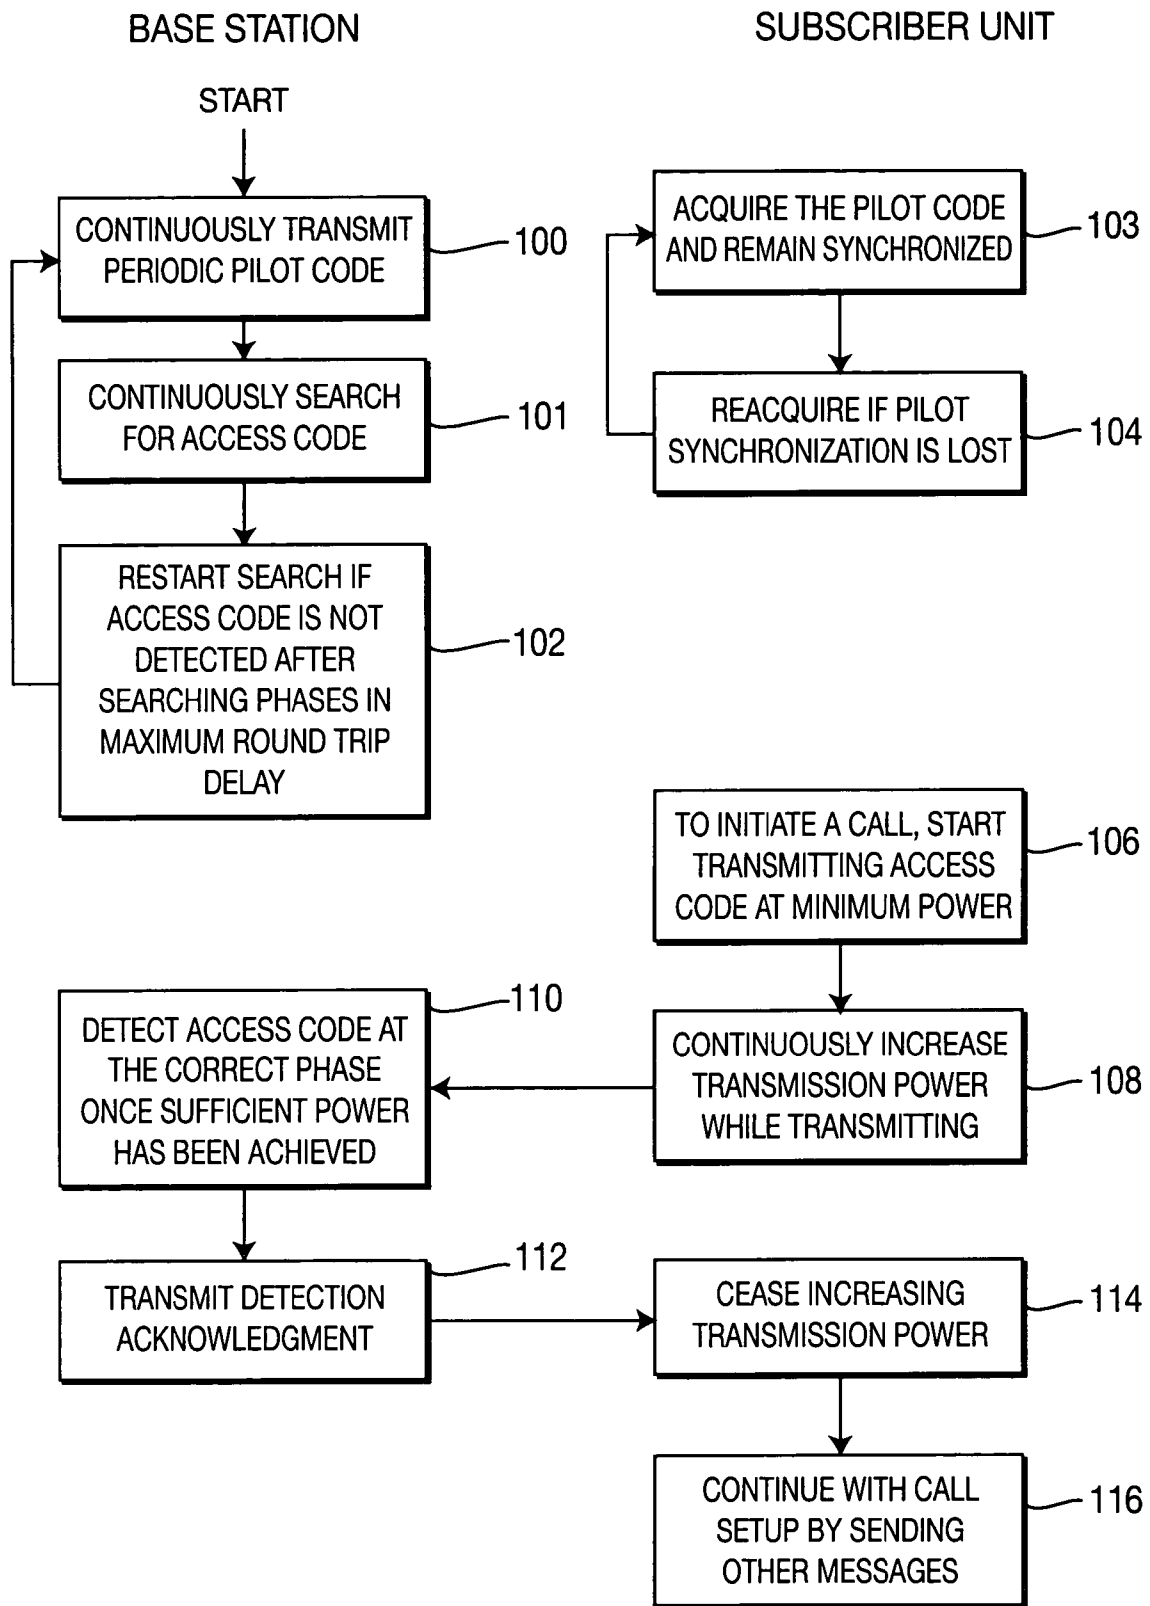 BASE STATION
SUBSCRIBER UNIT
START
CONTINUOUSLY TRANSMIT
PERIODIC PILOT CODE
100
ACQUIRE THE PILOT CODE
AND REMAIN SYNCHRONIZED
103
CONTINUOUSLY SEARCH
FOR ACCESS CODE
101
REACQUIRE IF PILOT
SYNCHRONIZATION IS LOST
104
RESTART SEARCH IF
ACCESS CODE IS NOT
DETECTED AFTER
SEARCHING PHASES IN
MAXIMUM ROUND TRIP
DELAY
102
TO INITIATE A CALL, START
TRANSMITTING ACCESS
CODE AT MINIMUM POWER
106
CONTINUOUSLY INCREASE
TRANSMISSION POWER
WHILE TRANSMITTING
108
DETECT ACCESS CODE AT
THE CORRECT PHASE
ONCE SUFFICIENT POWER
HAS BEEN ACHIEVED
110
TRANSMIT DETECTION
ACKNOWLEDGMENT
112
CEASE INCREASING
TRANSMISSION POWER
114
CONTINUE WITH CALL
SETUP BY SENDING
OTHER MESSAGES
116